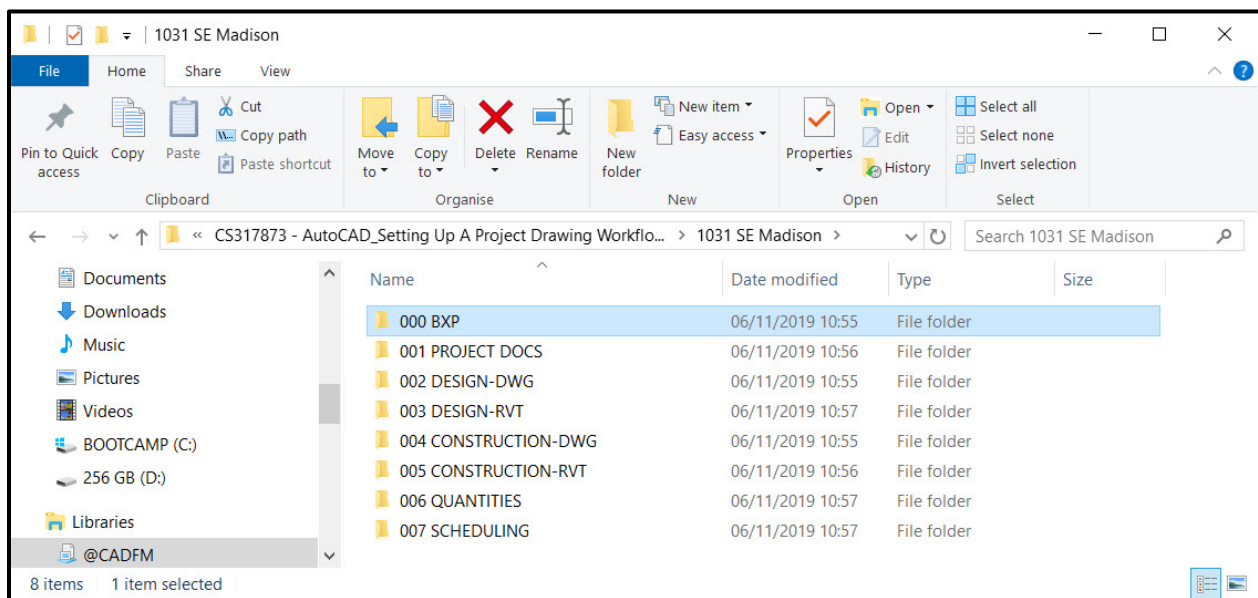 1031 SE Madison
File Home Share View
Pin to Quick access
Copy
Paste
Cut
Copy path
Paste shortcut
Clipboard
Move to
Copy to
Delete
Rename
Organise
New folder
New item
Easy access
New
Properties
Open
Edit
History
Open
Select all
Select none
Invert selection
Select
« CS317873 - AutoCAD_Setting Up A Project Drawing Workflo... > 1031 SE Madison >
Search 1031 SE Madison
Documents
Downloads
Music
Pictures
Videos
BOOTCAMP (C:)
256 GB (D:)
Libraries
@CADFM
Name Date modified Type Size
000 BXP 06/11/2019 10:55 File folder
001 PROJECT DOCS 06/11/2019 10:56 File folder
002 DESIGN-DWG 06/11/2019 10:55 File folder
003 DESIGN-RVT 06/11/2019 10:57 File folder
004 CONSTRUCTION-DWG 06/11/2019 10:55 File folder
005 CONSTRUCTION-RVT 06/11/2019 10:56 File folder
006 QUANTITIES 06/11/2019 10:57 File folder
007 SCHEDULING 06/11/2019 10:57 File folder
8 items 1 item selected